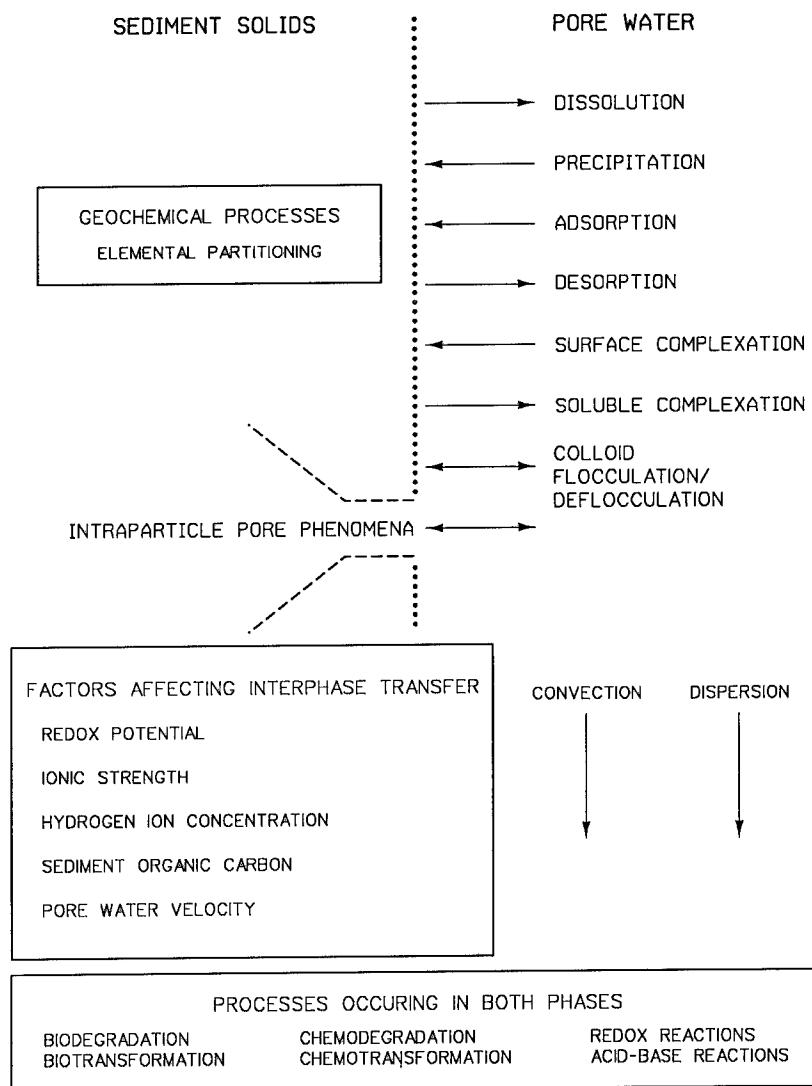 SEDIMENT SOLIDS
PORE WATER
DISSOLUTION
PRECIPITATION
GEOCHEMICAL PROCESSES
ELEMENTAL PARTITIONING
ADSORPTION
DESORPTION
SURFACE COMPLEXATION
SOLUBLE COMPLEXATION
COLLOID
FLOCCULATION/
DEFLOCCULATION
INTRAPARTICLE PORE PHENOMENA
FACTORS AFFECTING INTERPHASE TRANSFER
REDOX POTENTIAL
IONIC STRENGTH
HYDROGEN ION CONCENTRATION
SEDIMENT ORGANIC CARBON
PORE WATER VELOCITY
CONVECTION
DISPERSION
PROCESSES OCCURING IN BOTH PHASES
BIODEGRADATION
BIOTRANSFORMATION
CHEMODEGRADATION
CHEMOTRANSFORMATION
REDOX REACTIONS
ACID-BASE REACTIONS